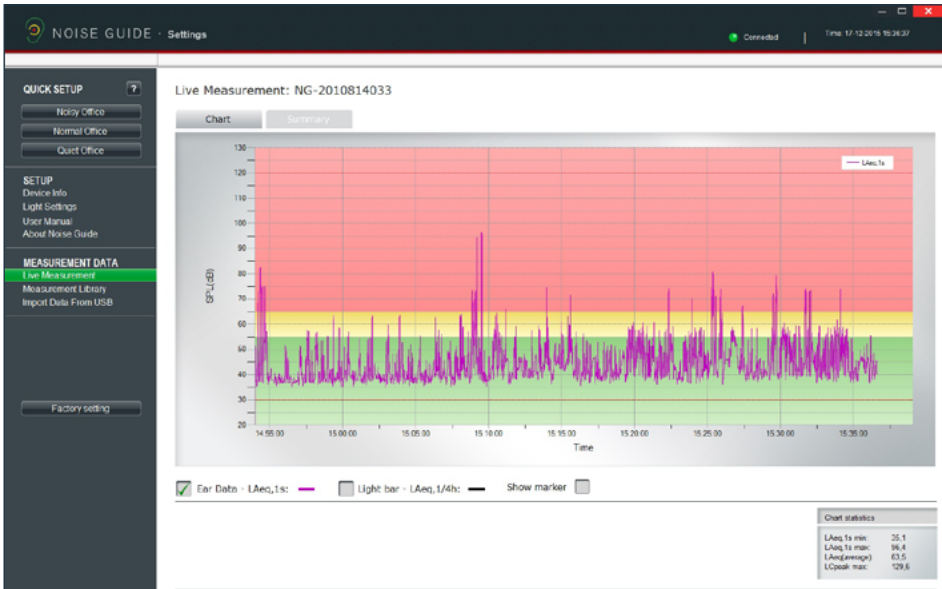 NOISE GUIDE · Settings
Connected | Time: 17-12-2015 15:36:37
QUICK SETUP ?
Noisy Office
Normal Office
Quiet Office
SETUP
Device Info
Light Settings
User Manual
About Noise Guide
MEASUREMENT DATA
Live Measurement
Measurement Library
Import Data From USB
Factory setting
Live Measurement: NG-2010814033
Chart
Summary
LAeq,1s
SPL(dB)
130
120
110
100
90
80
70
60
50
40
30
20
14:55:00 15:00:00 15:05:00 15:10:00 15:15:00 15:20:00 15:25:00 15:30:00 15:35:00
Time
Ear Data - LAeq,1s: Light bar - LAeq,1/4h: Show marker
Chart statistics
LAeq,1s min: 35,1
LAeq,1s max: 96,4
LAeq(average): 63,5
LCpeak max: 129,6